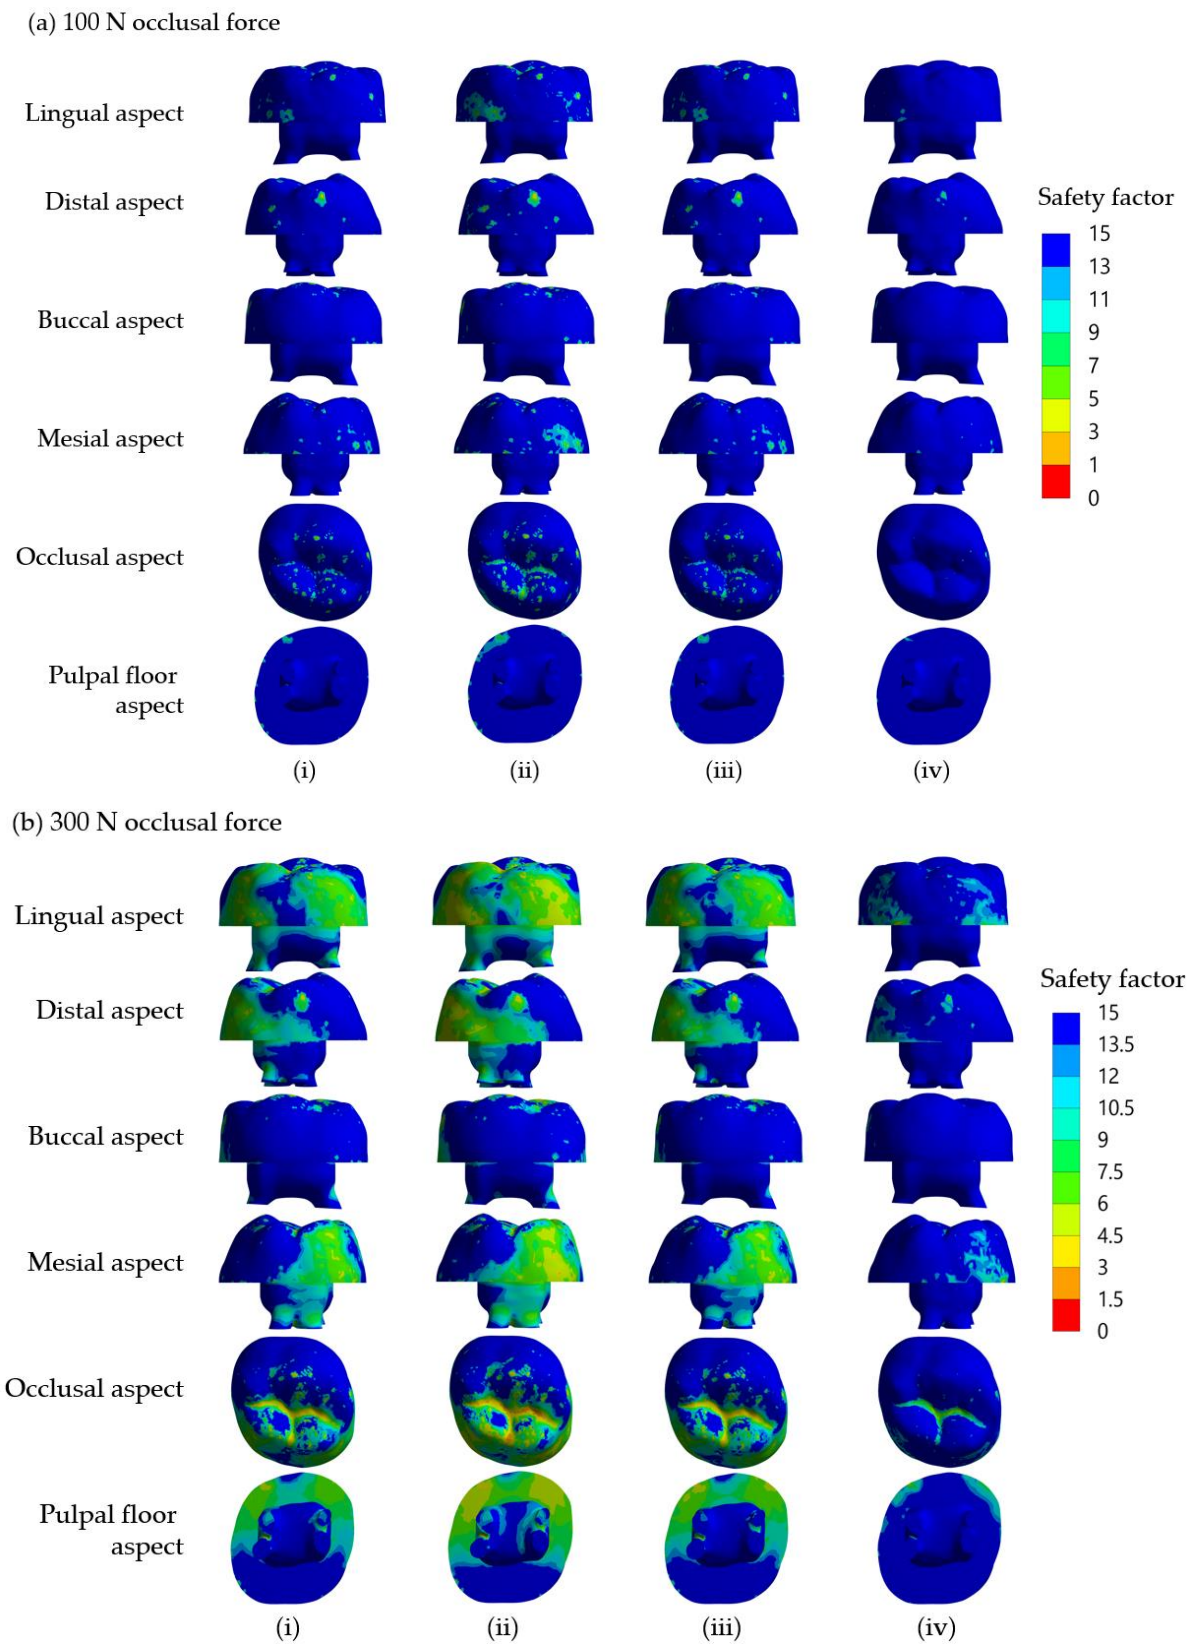 (a) 100 N occlusal force
Lingual aspect
Distal aspect
Buccal aspect
Mesial aspect
Occlusal aspect
Pulpal floor
aspect
Safety factor
15
13
11
9
7
5
3
1
0
(i)
(ii)
(iii)
(iv)
(b) 300 N occlusal force
Lingual aspect
Distal aspect
Buccal aspect
Mesial aspect
Occlusal aspect
Pulpal floor
aspect
Safety factor
15
13.5
12
10.5
9
7.5
6
4.5
3
1.5
0
(i)
(ii)
(iii)
(iv)